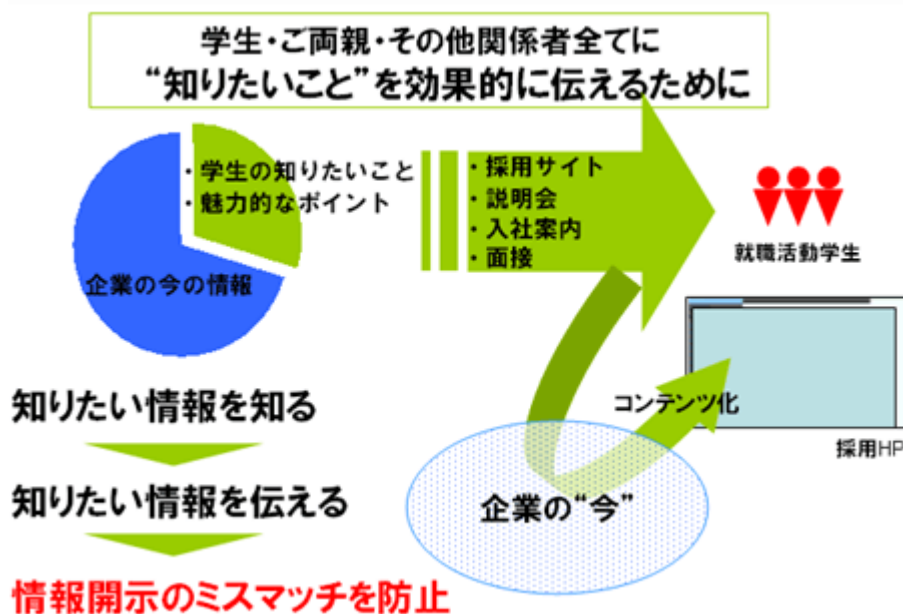 学生・ご両親・その他関係者全てに
“知りたいこと”を効果的に伝えるために
・学生の知りたいこと
・魅力的なポイント
企業の今の情報
・採用サイト
・説明会
・入社案内
・面接
就職活動学生
コンテンツ化
採用HP
企業の“今”
知りたい情報を知る
知りたい情報を伝える
情報開示のミスマッチを防止